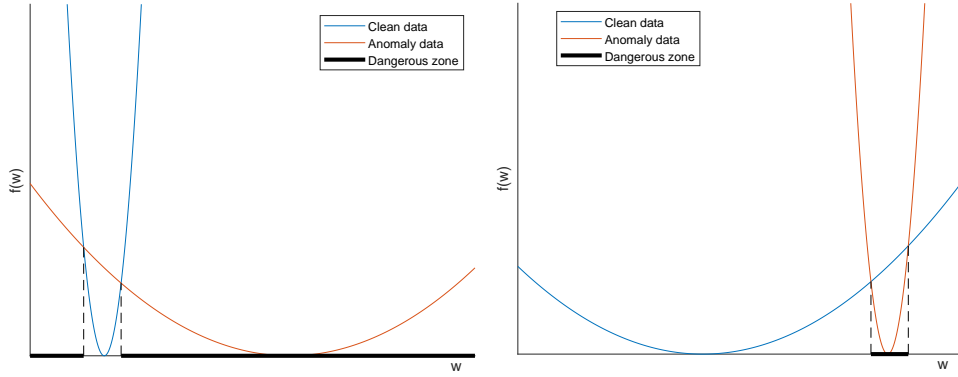 Clean data
Anomaly data
Dangerous zone
f(w)
w
Clean data
Anomaly data
Dangerous zone
f(w)
w